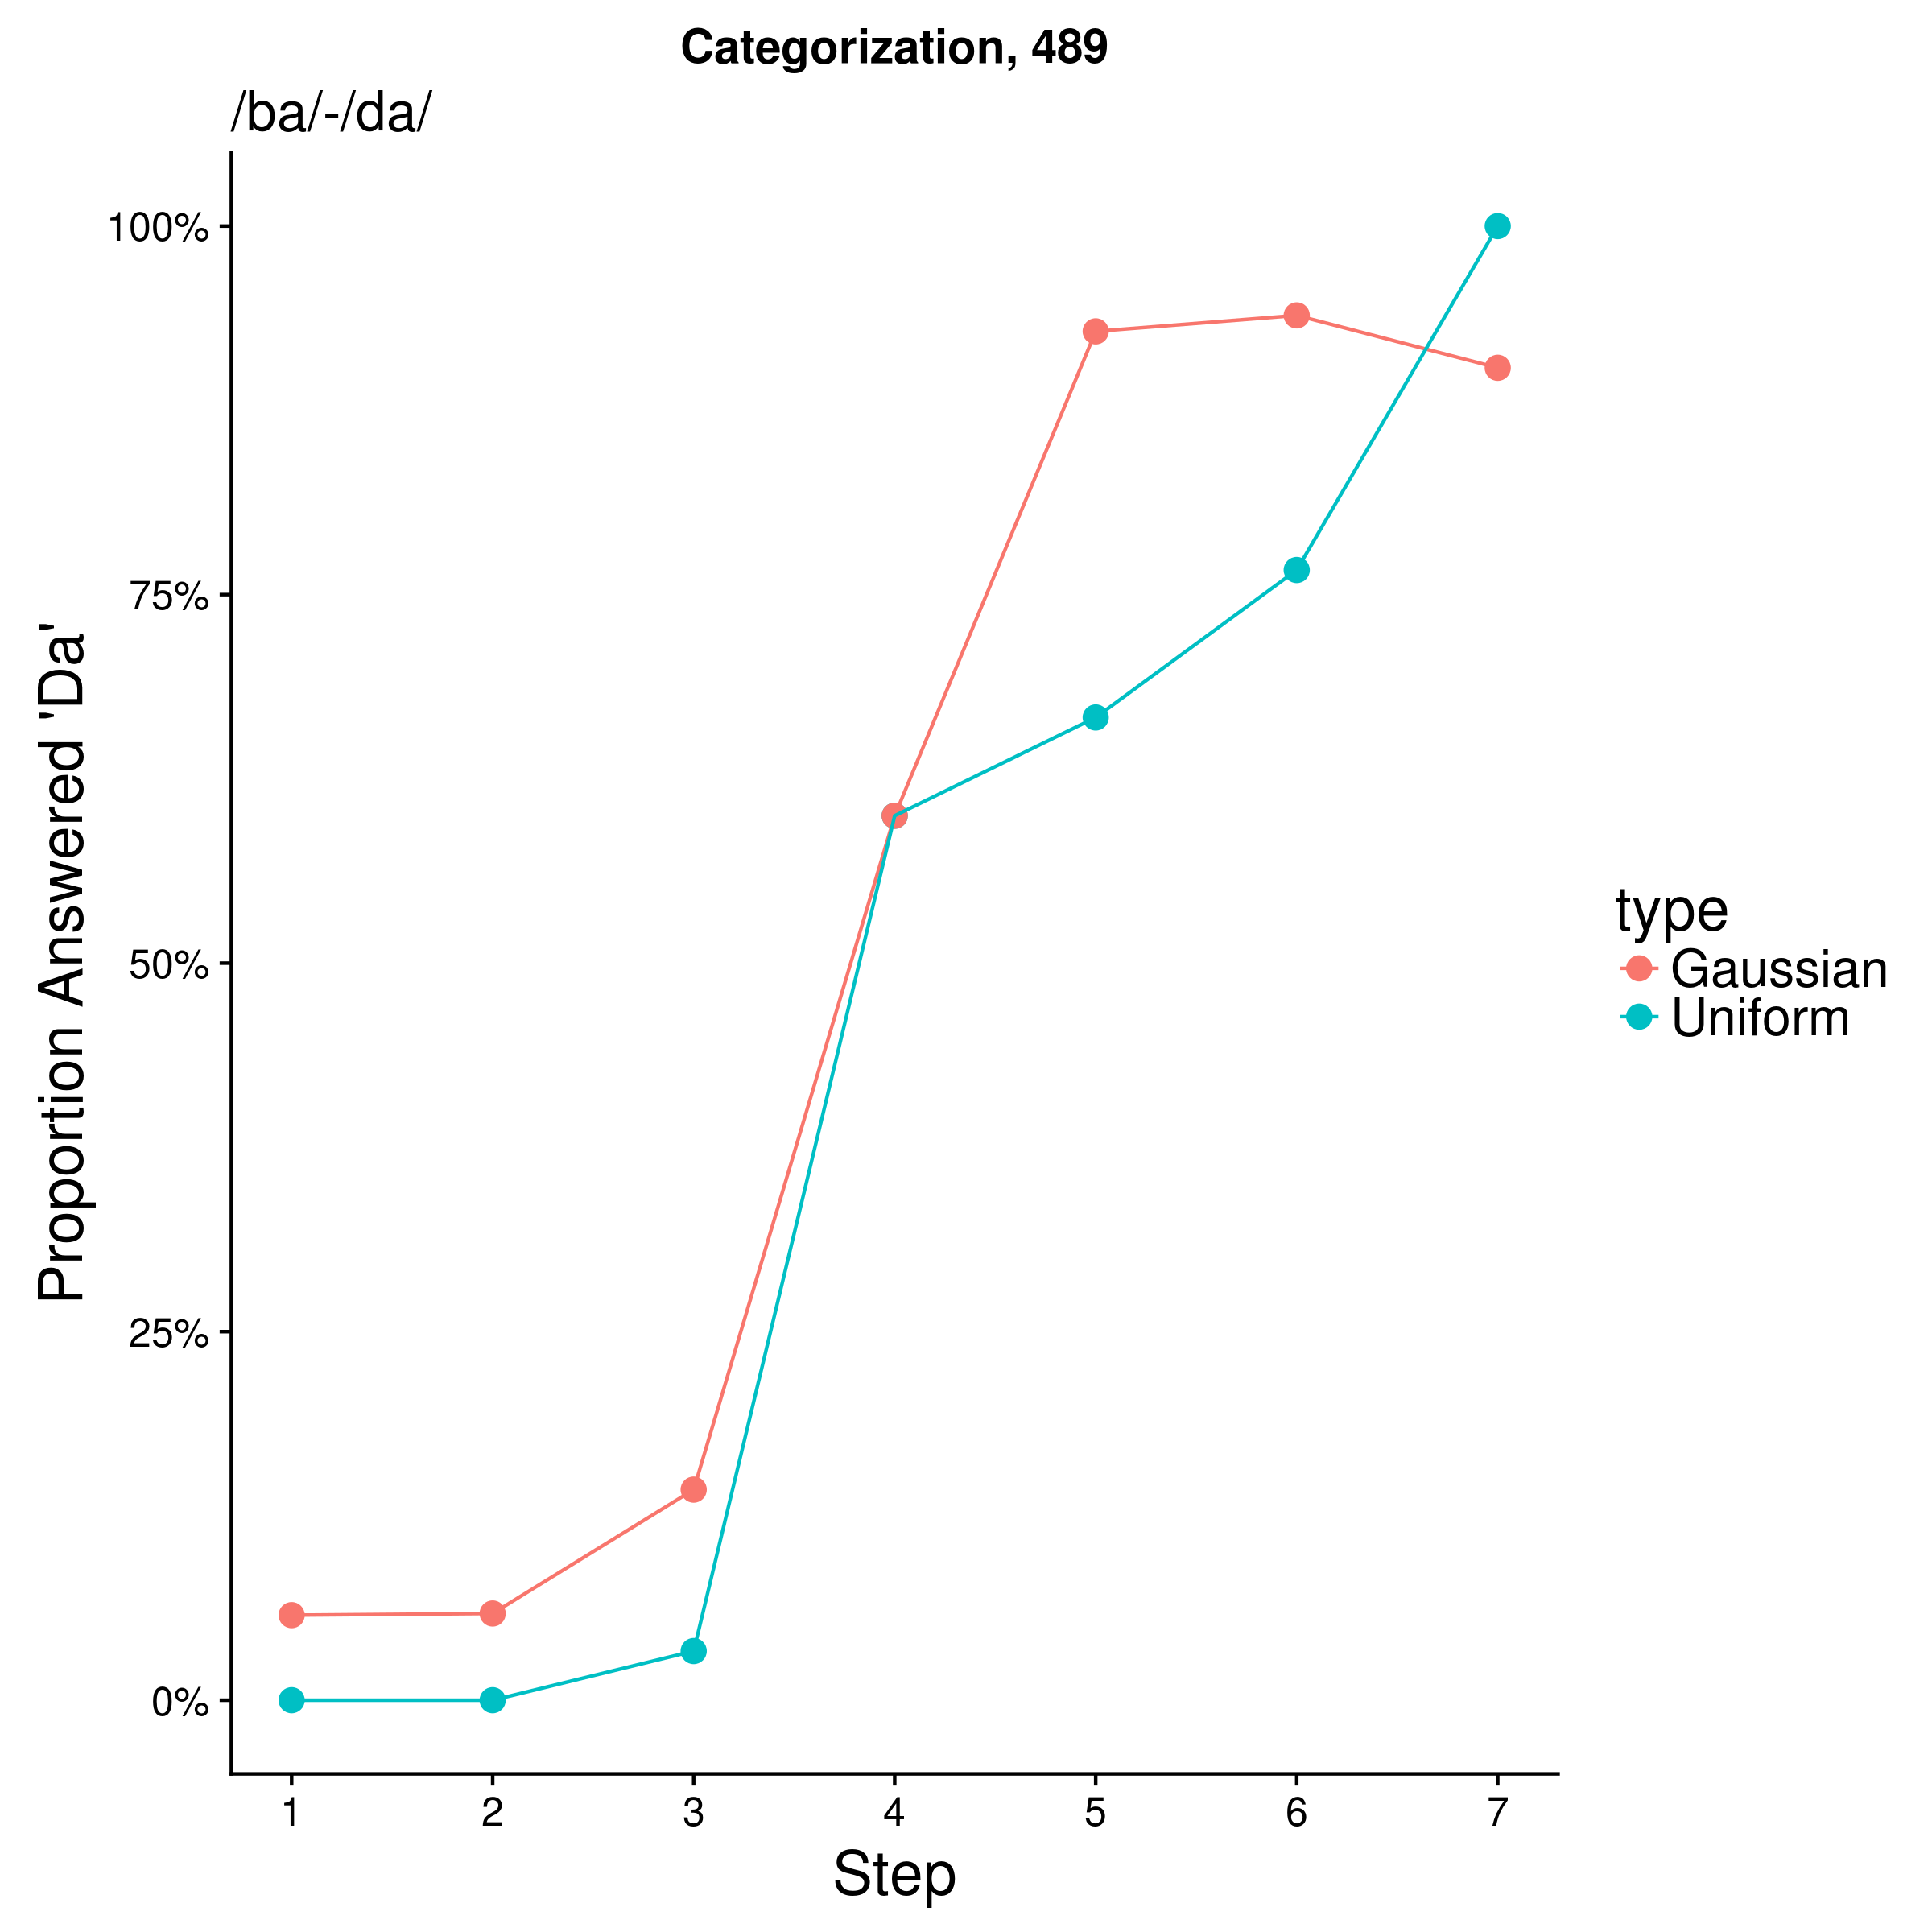 Categorization, 489
/ba/-/da/
Proportion Answered 'Da'
100%
75%
50%
25%
0%
1 2 3 4 5 6 7
Step
type
Gaussian
Uniform